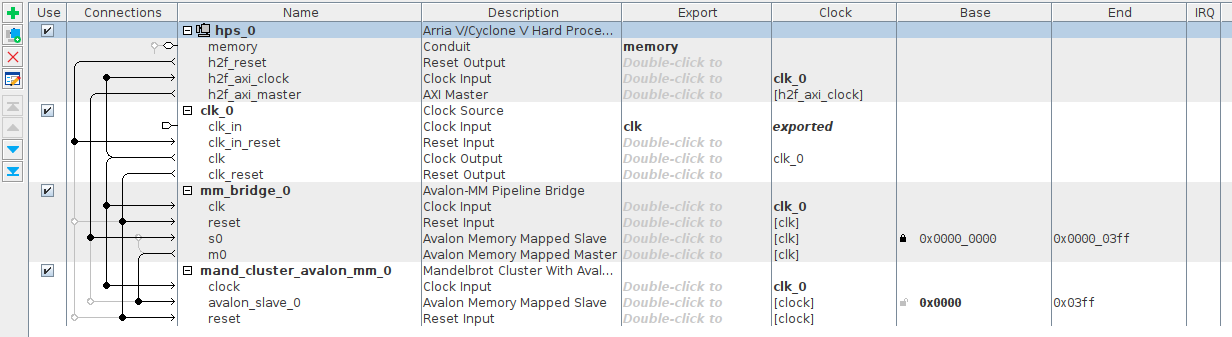 Use Connections Name Description Export Clock Base End IRQ
hps_0 Arria V/Cyclone V Hard Proce...
memory Conduit memory
h2f_reset Reset Output Double-click to
h2f_axi_clock Clock Input Double-click to clk_0
h2f_axi_master AXI Master Double-click to [h2f_axi_clock]
clk_0 Clock Source
clk_in Clock Input clk exported
clk_in_reset Reset Input Double-click to
clk Clock Output Double-click to clk_0
clk_reset Reset Output Double-click to
mm_bridge_0 Avalon-MM Pipeline Bridge
clk Clock Input Double-click to clk_0
reset Reset Input Double-click to [clk]
s0 Avalon Memory Mapped Slave Double-click to [clk] 0x0000_0000 0x0000_03ff
m0 Avalon Memory Mapped Master Double-click to [clk]
mand_cluster_avalon_mm_0 Mandelbrot Cluster With Aval...
clock Clock Input Double-click to clk_0
avalon_slave_0 Avalon Memory Mapped Slave Double-click to [clock] 0x0000 0x03ff
reset Reset Input Double-click to [clock]